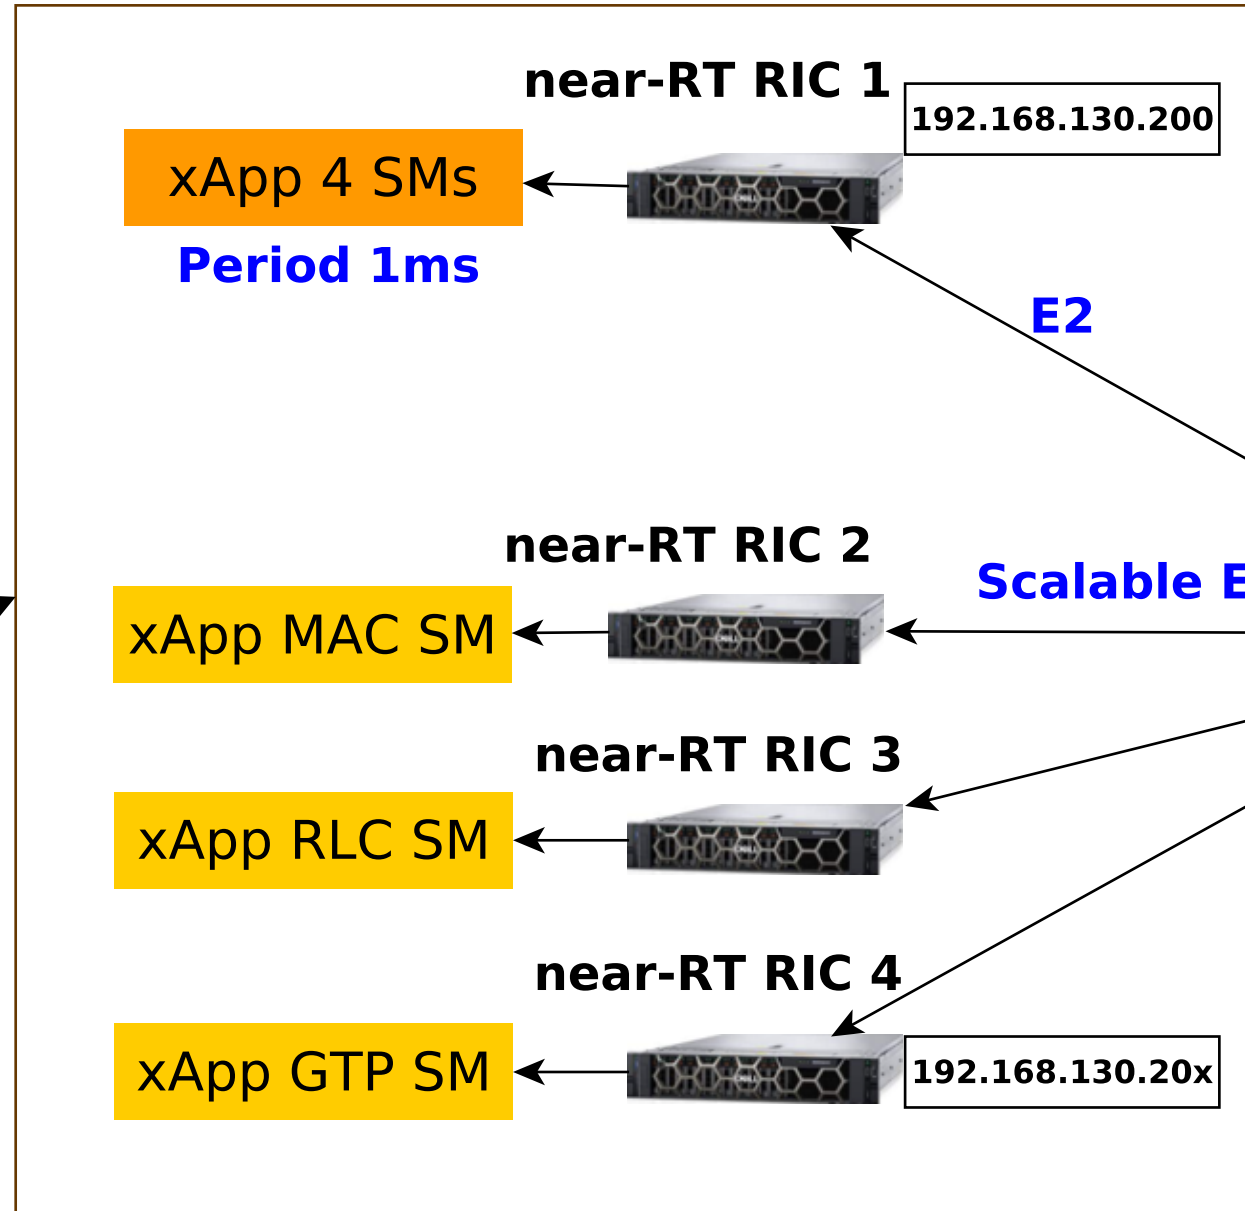 near-RT RIC 1
192.168.130.200
xApp 4 SMs
Period 1ms
E2
near-RT RIC 2
Scalable E
xApp MAC SM
near-RT RIC 3
xApp RLC SM
near-RT RIC 4
xApp GTP SM
192.168.130.20x